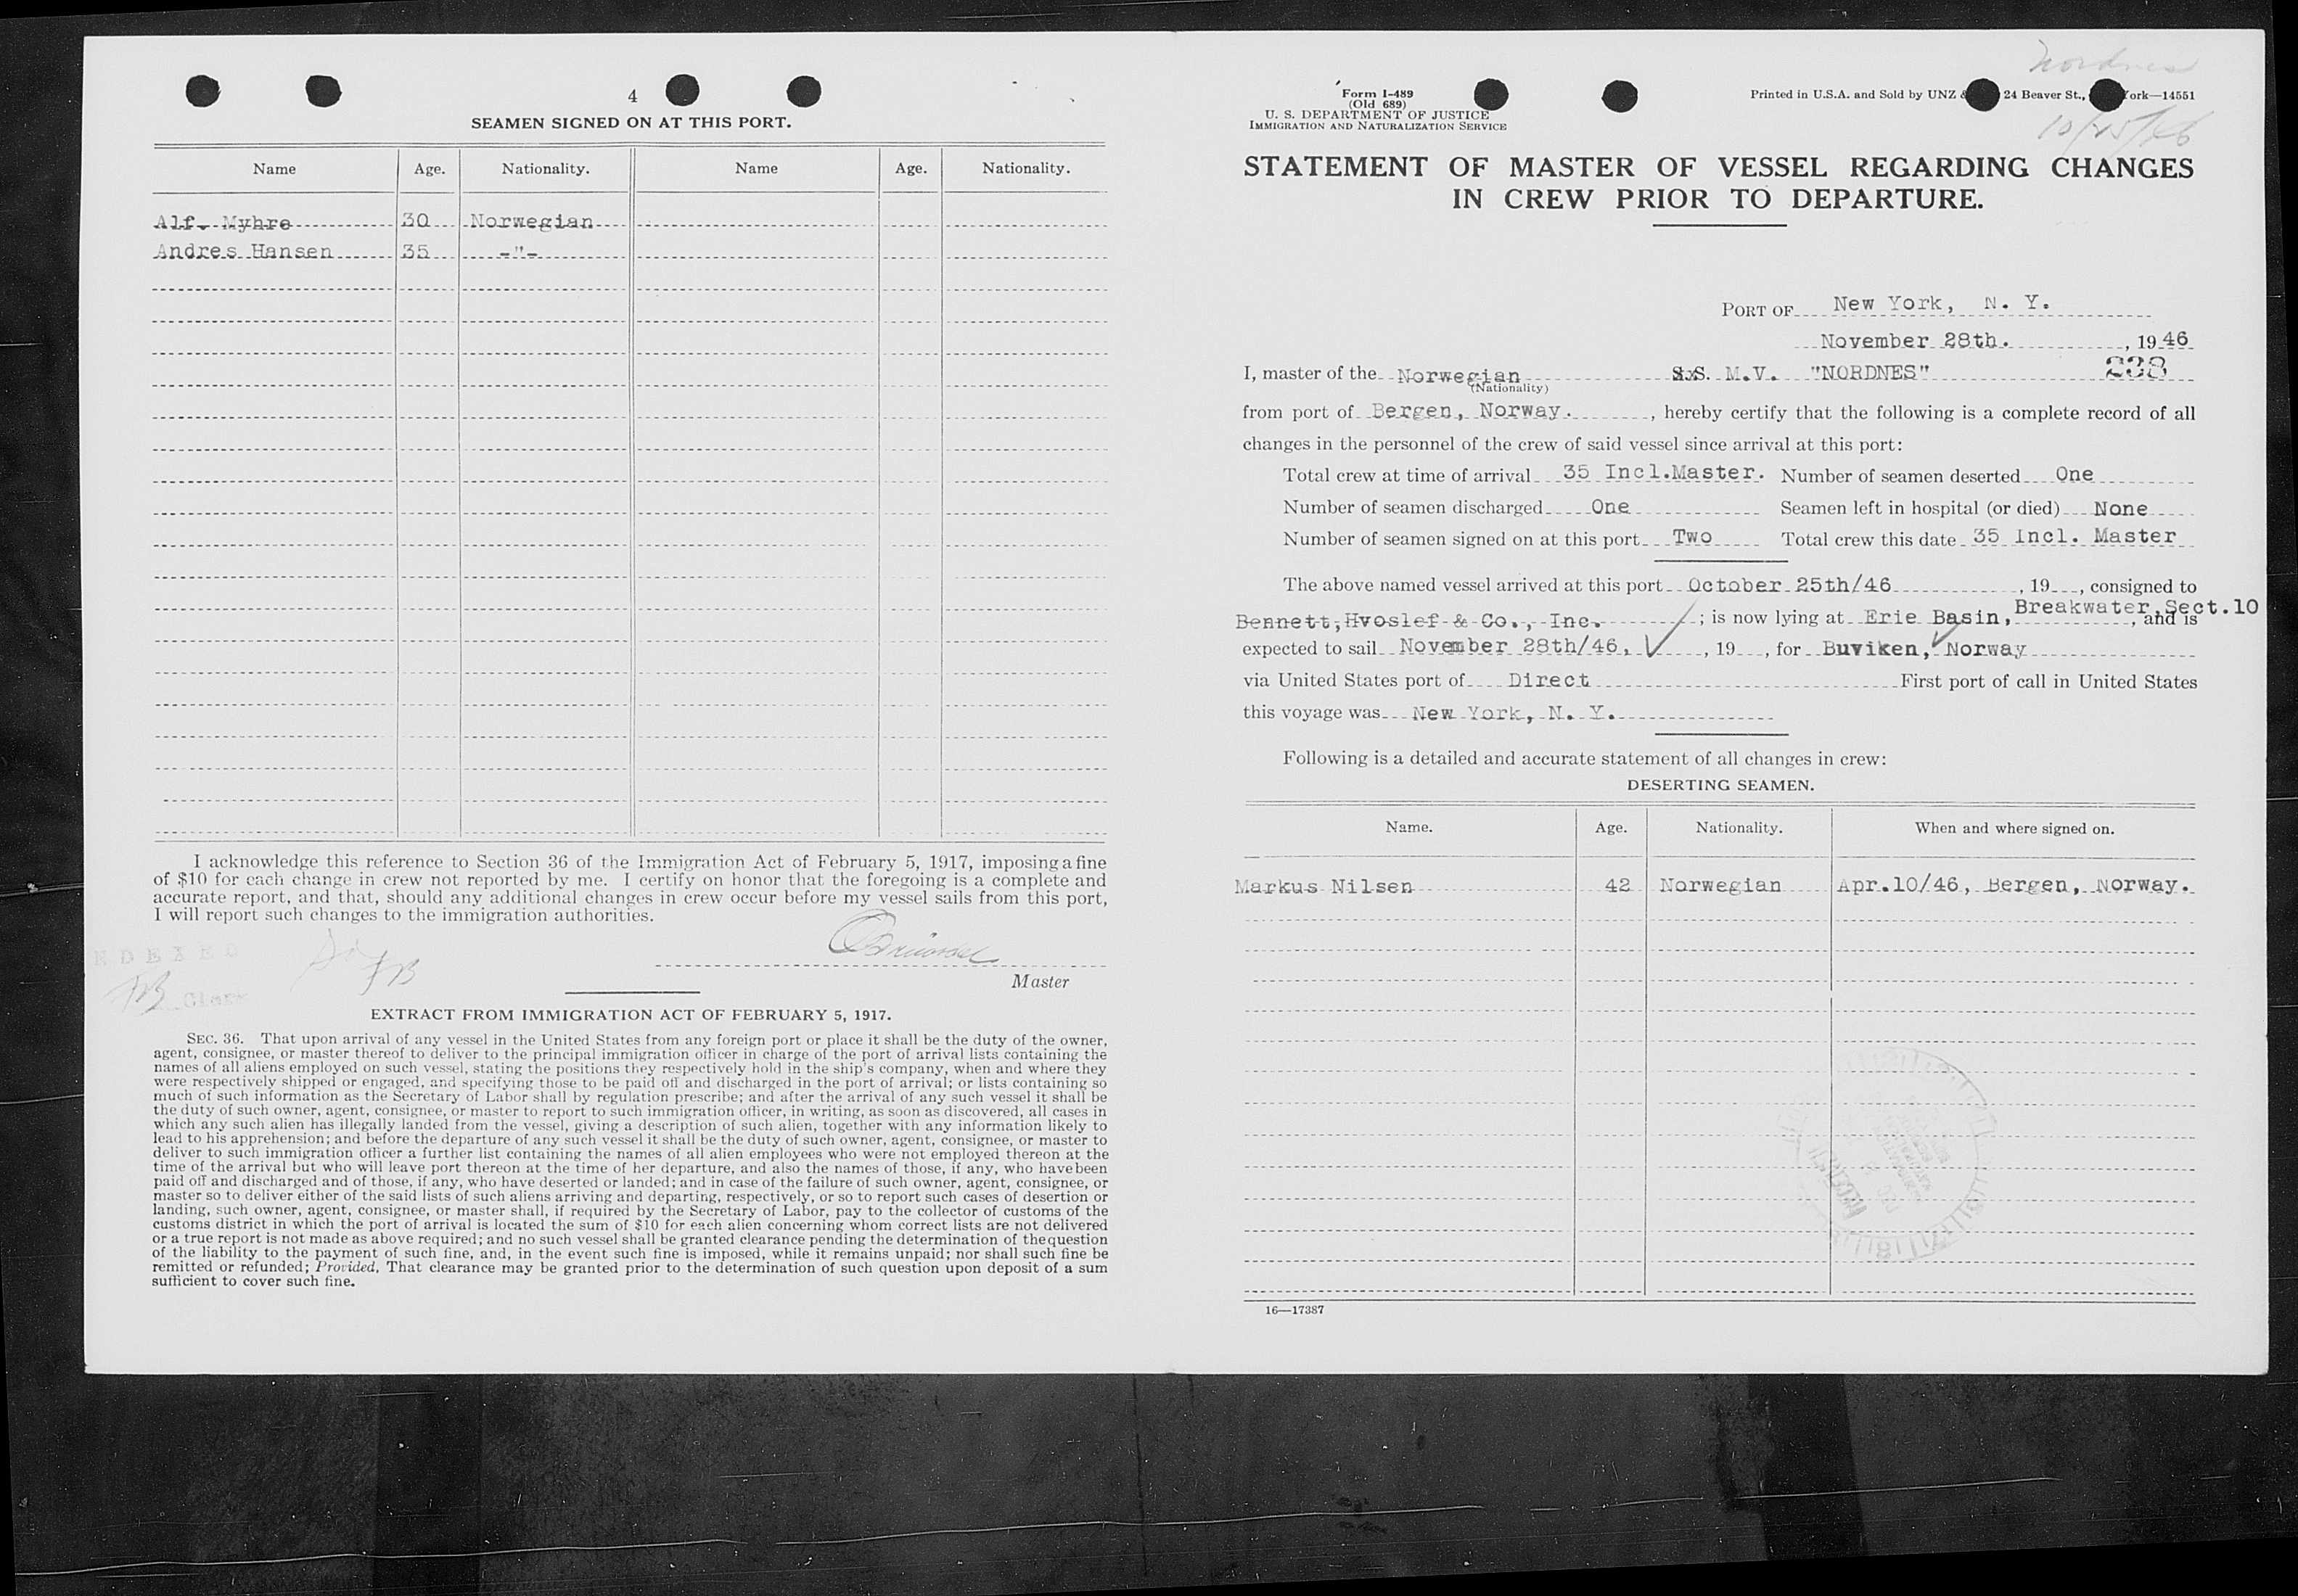 4
SEAMEN SIGNED ON AT THIS PORT.
Name Age. Nationality. Name Age. Nationality.
Alf. Myhre 30 Norwegian
Andres Hansen 35 -"-
I acknowledge this reference to Section 36 of the Immigration Act of February 5, 1917, imposing a fine
of $10 for each change in crew not reported by me. I certify on honor that the foregoing is a complete and
accurate report, and that, should any additional changes in crew occur before my vessel sails from this port,
I will report such changes to the immigration authorities.
Master
EXTRACT FROM IMMIGRATION ACT OF FEBRUARY 5, 1917.
SEC. 36. That upon arrival of any vessel in the United States from any foreign port or place it shall be the duty of the owner,
agent, consignee, or master thereof to deliver to the principal immigration officer in charge of the port of arrival lists containing the
names of all aliens employed on such vessel, stating the positions they respectively hold in the ship's company, when and where they
were respectively shipped or engaged, and specifying those to be paid off and discharged in the port of arrival; or lists containing so
much of such information as the Secretary of Labor shall by regulation prescribe; and after the arrival of any such vessel it shall be
the duty of such owner, agent, consignee, or master to report to such immigration officer, in writing, as soon as discovered, all cases in
which any such alien has illegally landed from the vessel, giving a description of such alien, together with any information likely to
lead to his apprehension; and before the departure of any such vessel it shall be the duty of such owner, agent, consignee, or master to
deliver to such immigration officer a further list containing the names of all alien employees who were not employed thereon at the
time of the arrival but who will leave port thereon at the time of her departure, and also the names of those, if any, who have been
paid off and discharged and of those, if any, who have deserted or landed; and in case of the failure of such owner, agent, consignee, or
master so to deliver either of the said lists of such aliens arriving and departing, respectively, or so to report such cases of desertion or
landing, such owner, agent, consignee, or master shall, if required by the Secretary of Labor, pay to the collector of customs of the
customs district in which the port of arrival is located the sum of $10 for each alien concerning whom correct lists are not delivered
or a true report is not made as above required; and no such vessel shall be granted clearance pending the determination of the question
of the liability to the payment of such fine, and, in the event such fine is imposed, while it remains unpaid; nor shall such fine be
remitted or refunded; Provided, That clearance may be granted prior to the determination of such question upon deposit of a sum
sufficient to cover such fine.
Nordnes
Form I-489
(Old 689)
U. S. DEPARTMENT OF JUSTICE
IMMIGRATION AND NATURALIZATION SERVICE
Printed in U.S.A. and Sold by UNZ & 24 Beaver St., ork—14551
10/25/46
STATEMENT OF MASTER OF VESSEL REGARDING CHANGES
IN CREW PRIOR TO DEPARTURE.
PORT OF New York, N. Y.
November 28th. , 19 46
I, master of the Norwegian S.S. M.V. "NORDNES" 238
(Nationality)
from port of Bergen, Norway. , hereby certify that the following is a complete record of all
changes in the personnel of the crew of said vessel since arrival at this port:
Total crew at time of arrival 35 Incl.Master. Number of seamen deserted One
Number of seamen discharged One Seamen left in hospital (or died) None
Number of seamen signed on at this port Two Total crew this date 35 Incl. Master
The above named vessel arrived at this port October 25th/46 , 19 , consigned to
Bennett,Hvoslef & Co., Inc. ; is now lying at Erie Basin, Breakwater,Sect.10 , and is
expected to sail November 28th/46, , 19 , for Buviken, Norway
via United States port of Direct First port of call in United States
this voyage was New York, N. Y.
Following is a detailed and accurate statement of all changes in crew:
DESERTING SEAMEN.
Name. Age. Nationality. When and where signed on.
Markus Nilsen 42 Norwegian Apr.10/46, Bergen, Norway.
16—17387